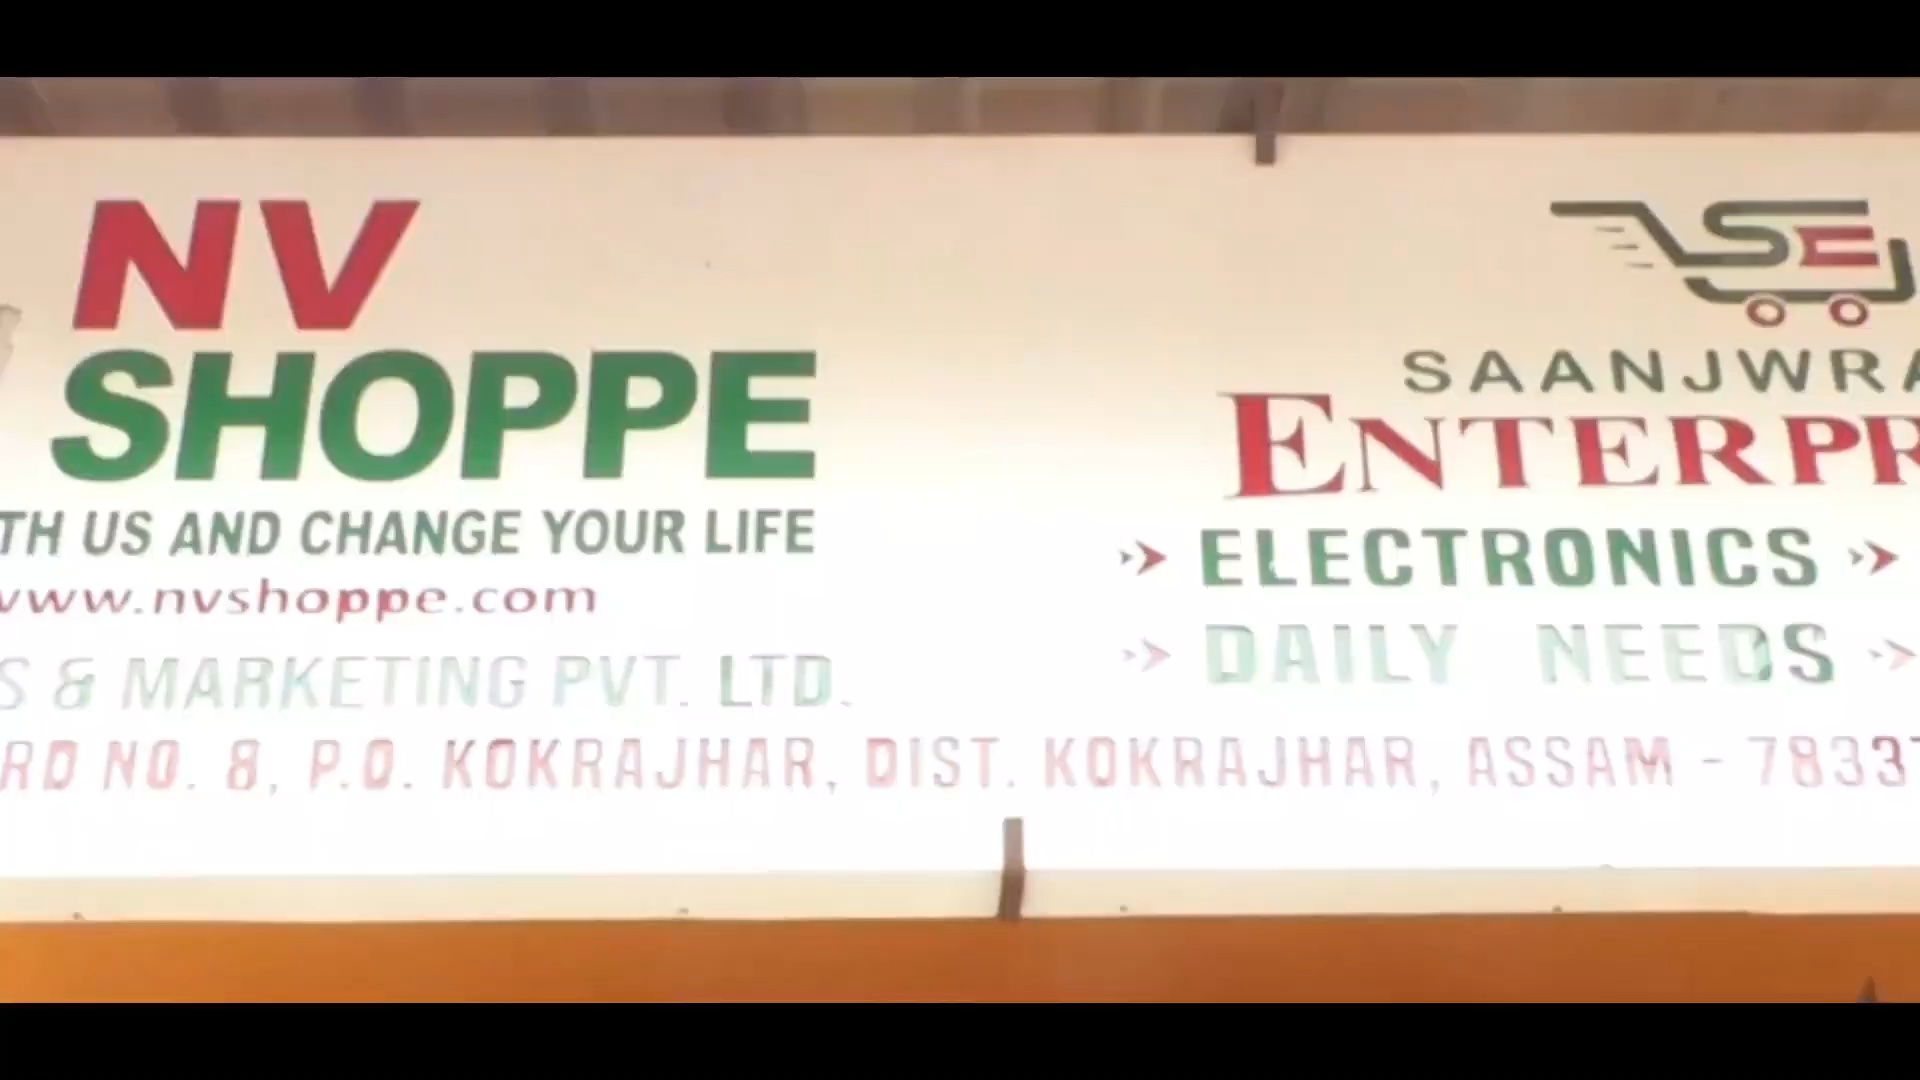 NV
SHOPPE
TH US AND CHANGE YOUR LIFE
www.nvshoppe.com
S & MARKETING PVT. LTD.
SE
SAANJWRA
ENTERPR
ELECTRONICS
DAILY NEEDS
RD NO. 8, P.O. KOKRAJHAR, DIST. KOKRAJHAR, ASSAM - 7833